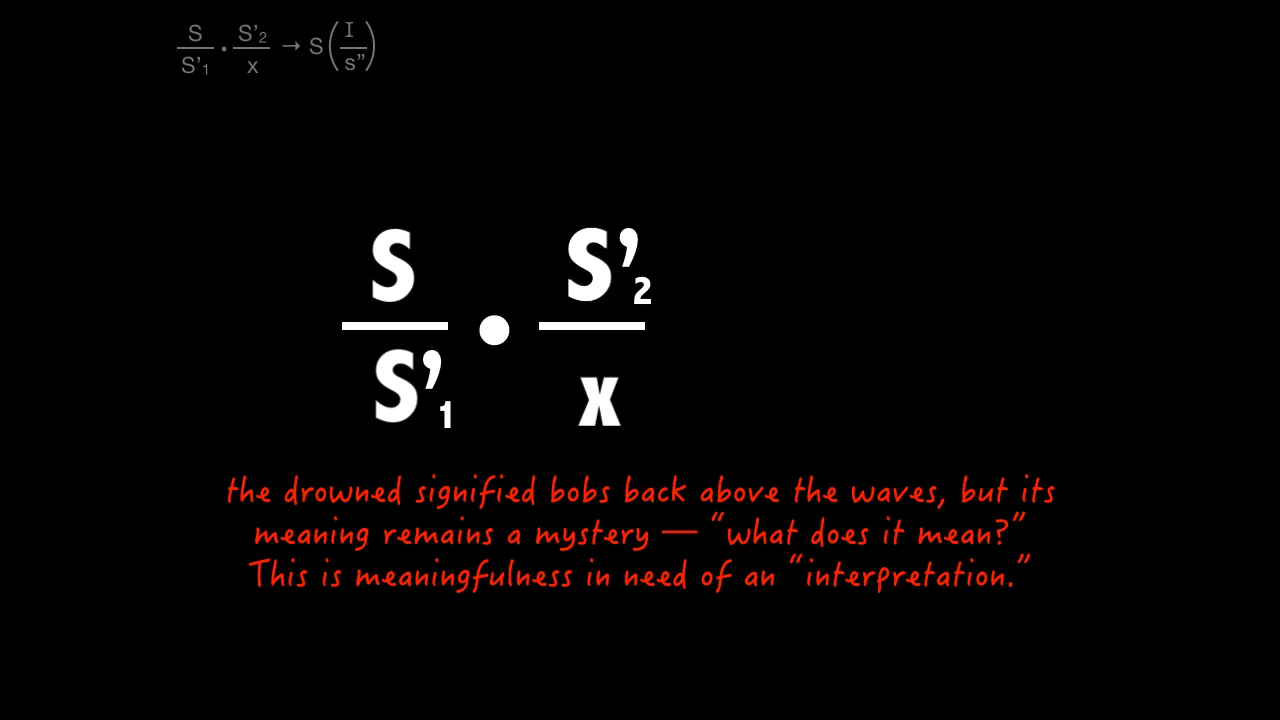 S S’₂ I
— · — → S(—)
S’₁ x s”
S S’₂
— • —
S’₁ x
the drowned signified bobs back above the waves, but its
meaning remains a mystery — “what does it mean?”
This is meaningfulness in need of an “interpretation.”